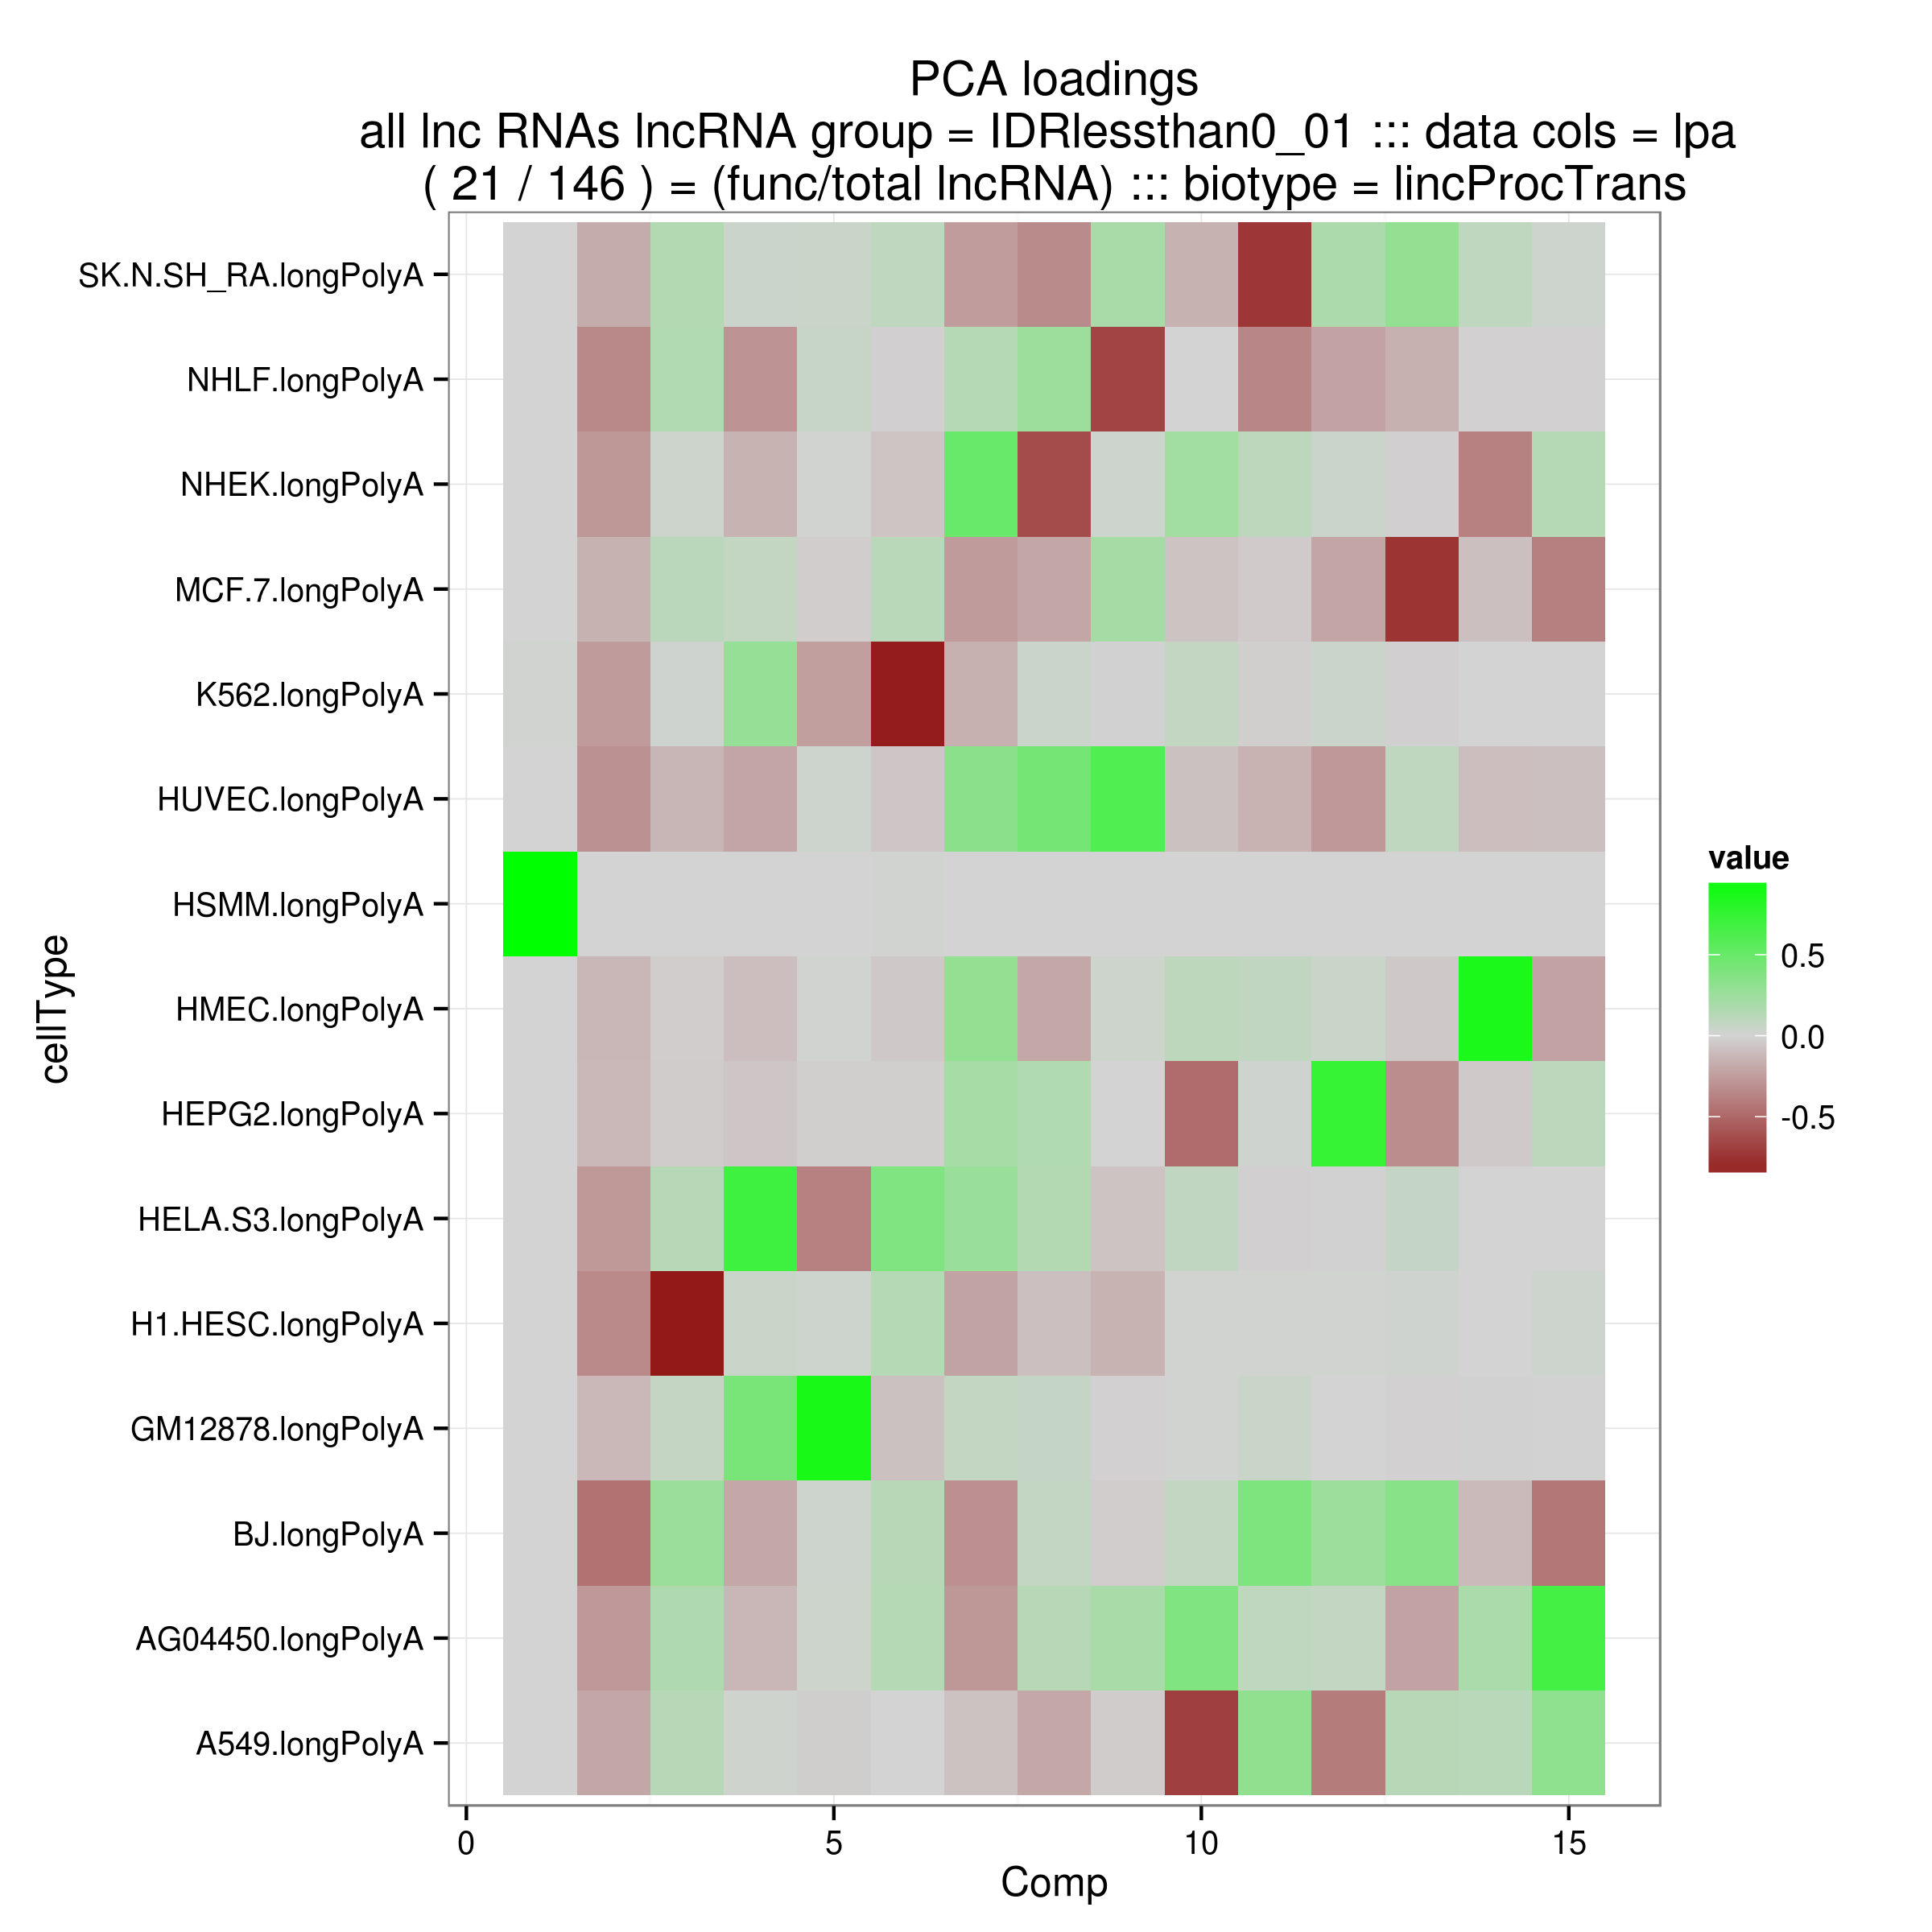 PCA loadings
all lnc RNAs lncRNA group = IDRlessthan0_01 ::: data cols = lpa
( 21 / 146 ) = (func/total lncRNA) ::: biotype = lincProcTrans
SK.N.SH_RA.longPolyA
NHLF.longPolyA
NHEK.longPolyA
MCF.7.longPolyA
K562.longPolyA
HUVEC.longPolyA
HSMM.longPolyA
HMEC.longPolyA
HEPG2.longPolyA
HELA.S3.longPolyA
H1.HESC.longPolyA
GM12878.longPolyA
BJ.longPolyA
AG04450.longPolyA
A549.longPolyA
cellType
0
5
10
15
Comp
value
0.5
0.0
-0.5